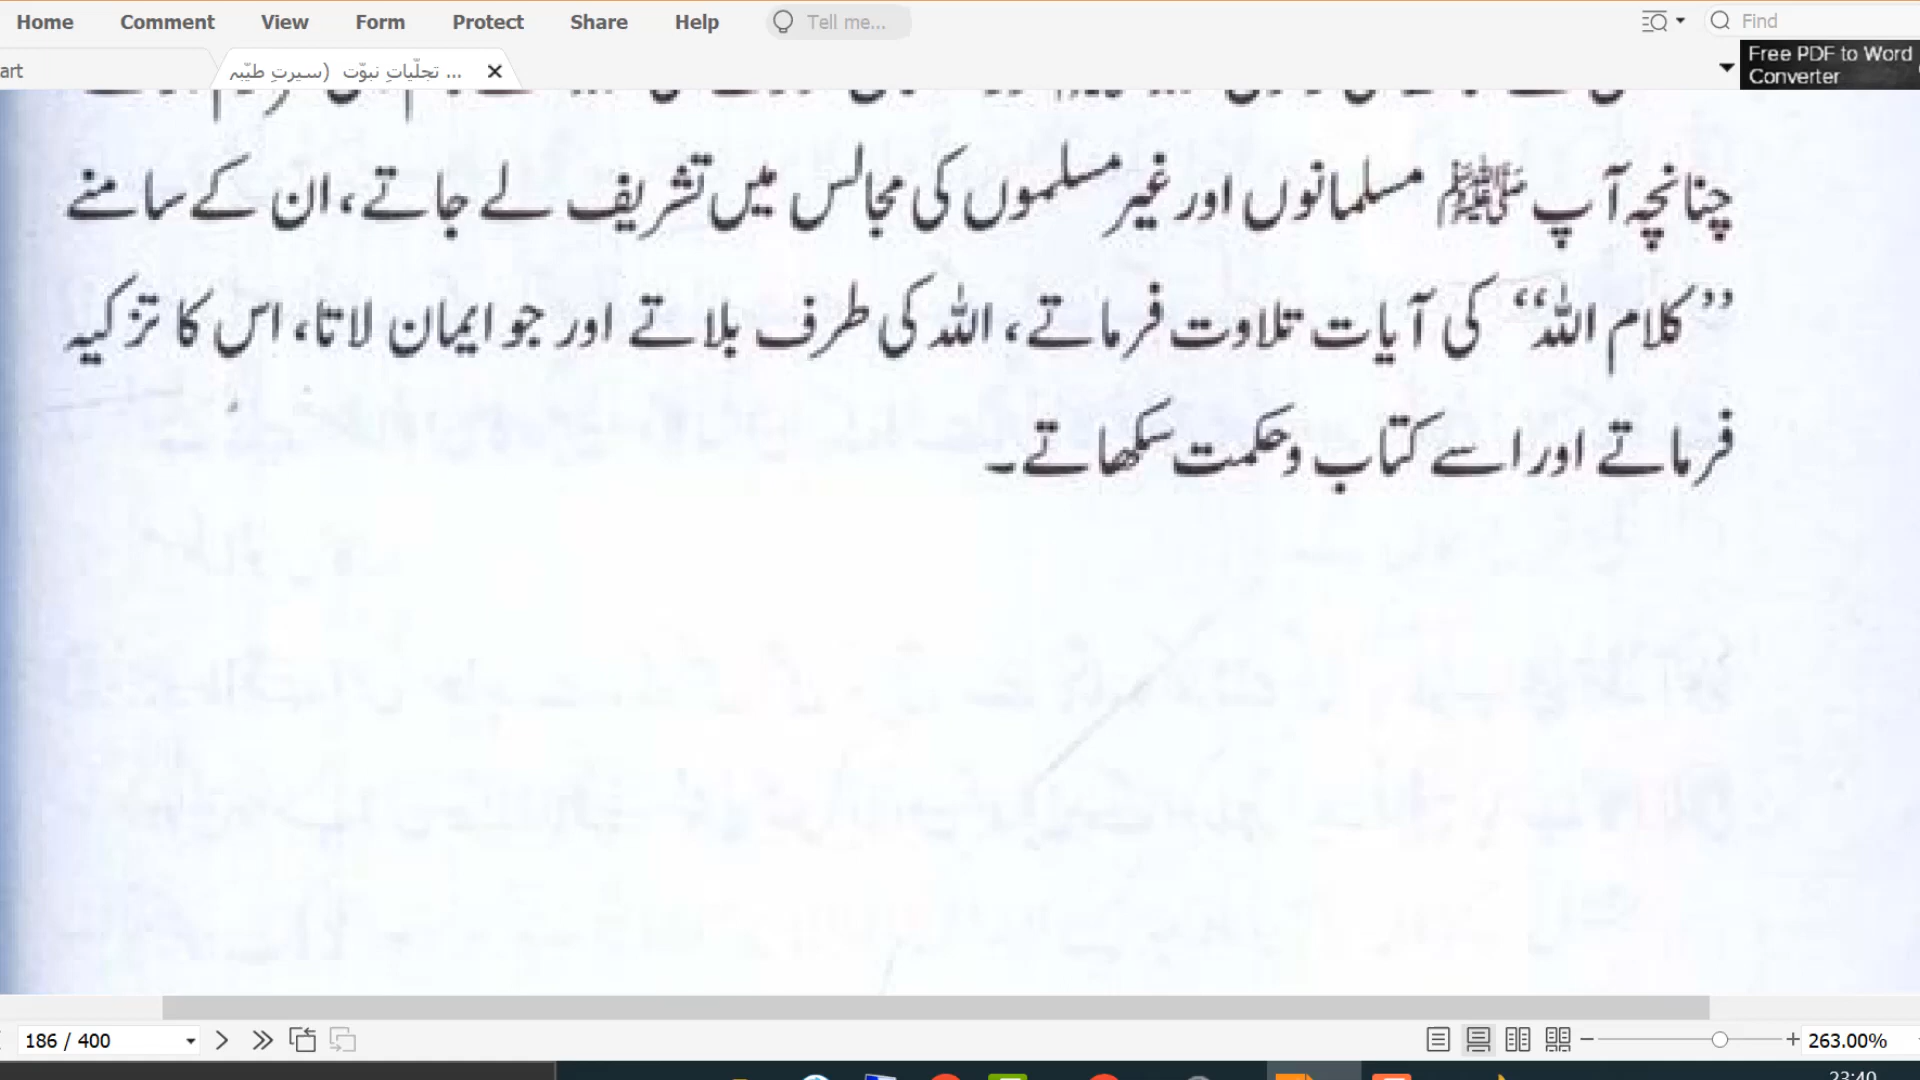 Home Comment View Form Protect Share Help Tell me... Find
art تجلّیاتِ نبوّت (سیرتِ طیّبہ ... Free PDF to Word
Converter
چنانچہ آپ ﷺ مسلمانوں اور غیر مسلموں کی مجالس میں تشریف لے جاتے، ان کے سامنے
”کلام اللہ“ کی آیات تلاوت فرماتے، اللہ کی طرف بلاتے اور جو ایمان لاتا، اس کا تزکیہ
فرماتے اور اسے کتاب و حکمت سکھاتے۔
186 / 400 263.00%
23:40